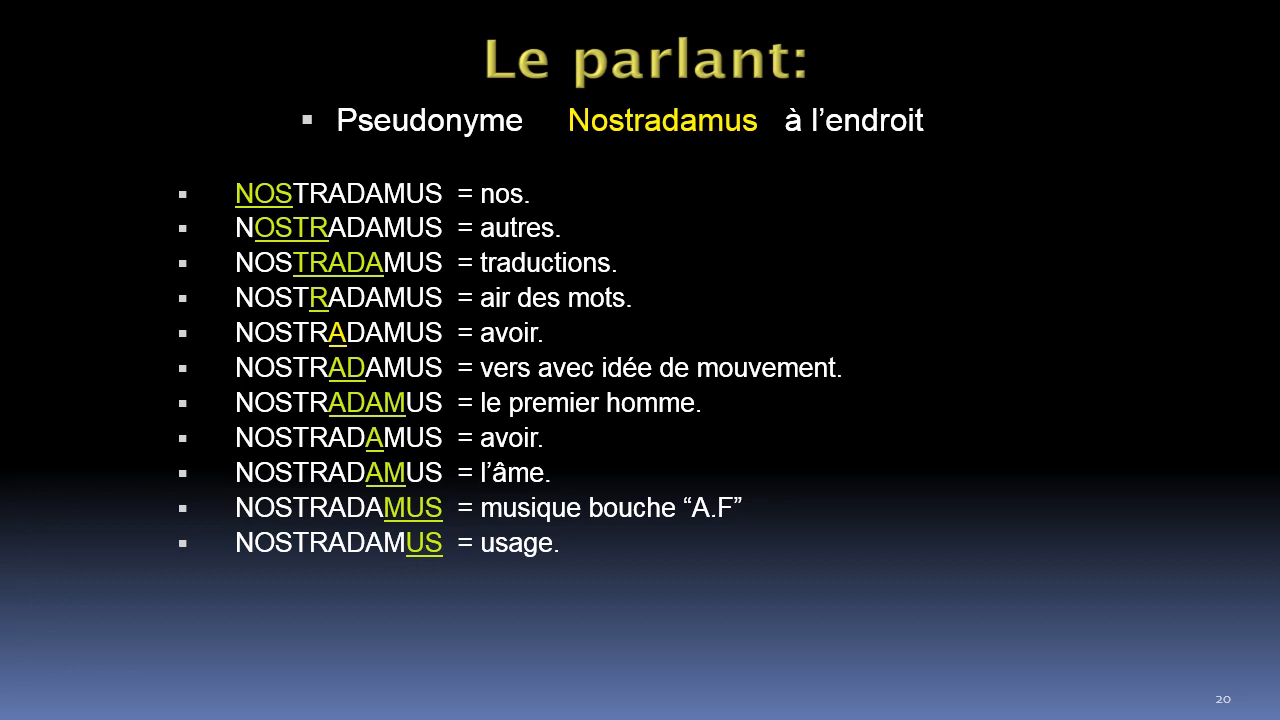 Le parlant:
▪ Pseudonyme Nostradamus à l’endroit
▪ NOSTRADAMUS = nos.
▪ NOSTRADAMUS = autres.
▪ NOSTRADAMUS = traductions.
▪ NOSTRADAMUS = air des mots.
▪ NOSTRADAMUS = avoir.
▪ NOSTRADAMUS = vers avec idée de mouvement.
▪ NOSTRADAMUS = le premier homme.
▪ NOSTRADAMUS = avoir.
▪ NOSTRADAMUS = l’âme.
▪ NOSTRADAMUS = musique bouche “A.F”
▪ NOSTRADAMUS = usage.
20